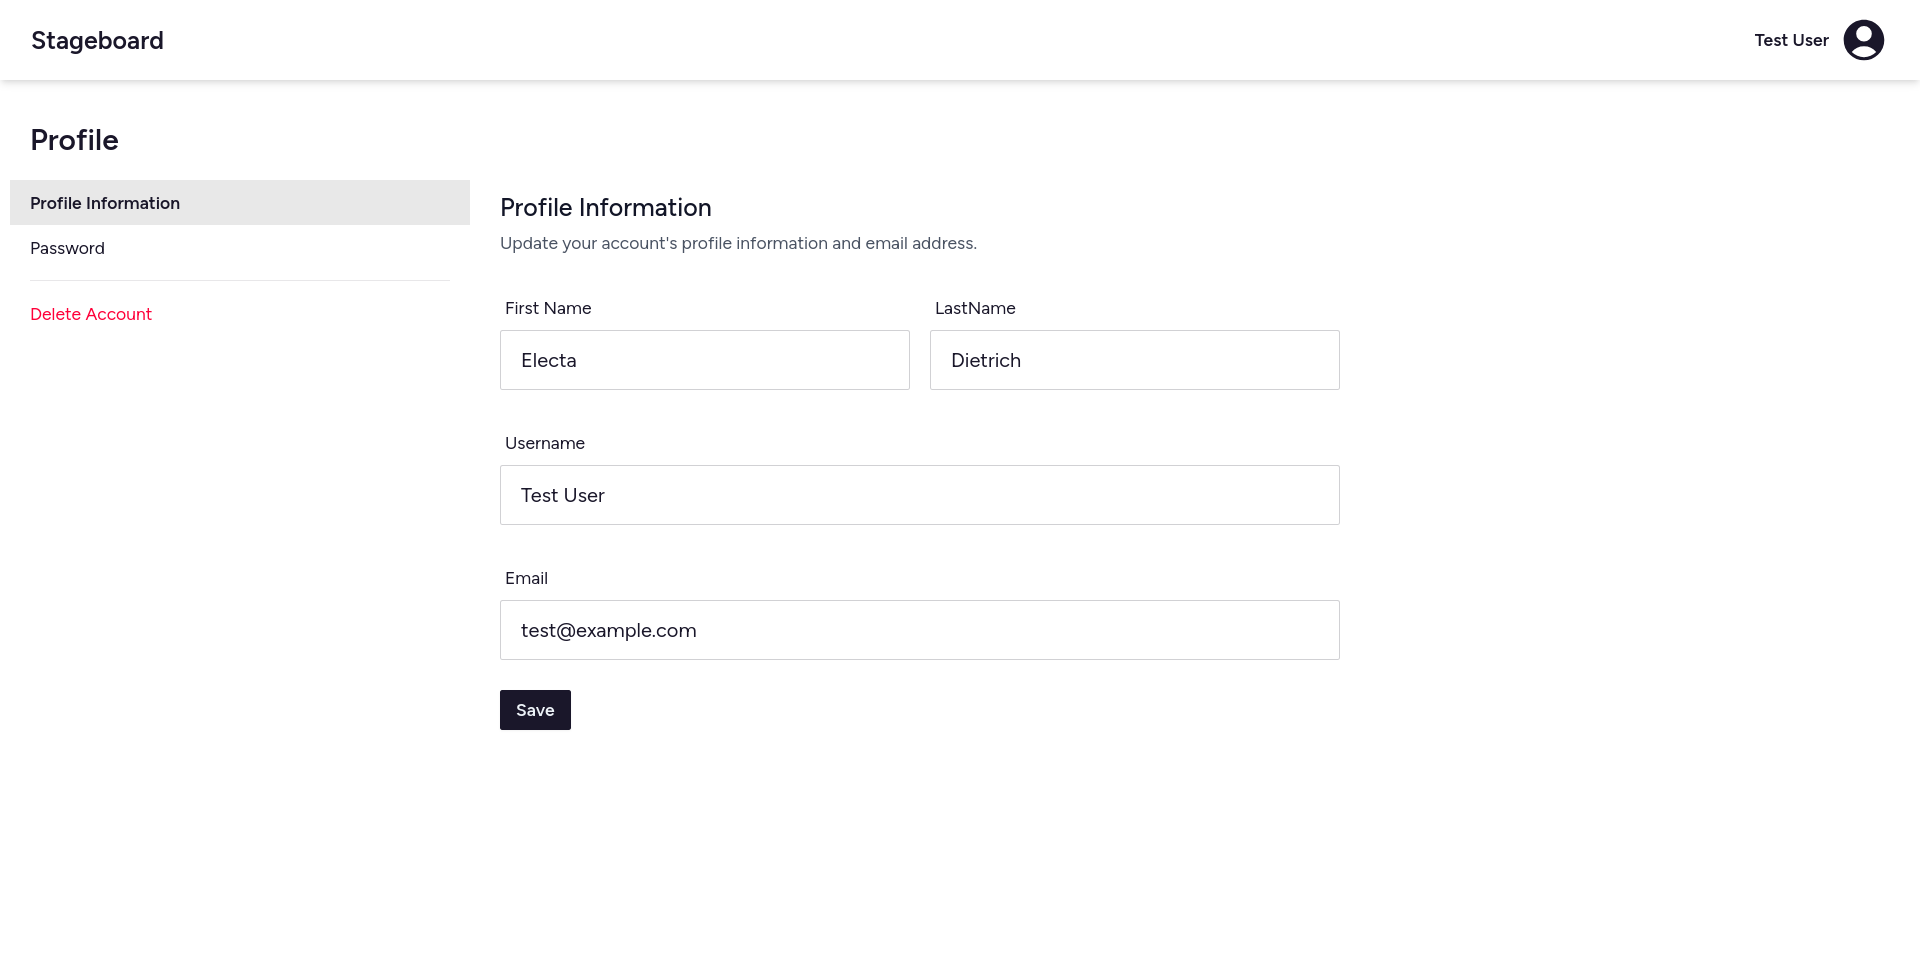 Stageboard
Test User
Profile
Profile Information
Password
Delete Account
Profile Information
Update your account's profile information and email address.
First Name
LastName
Electa
Dietrich
Username
Test User
Email
test@example.com
Save